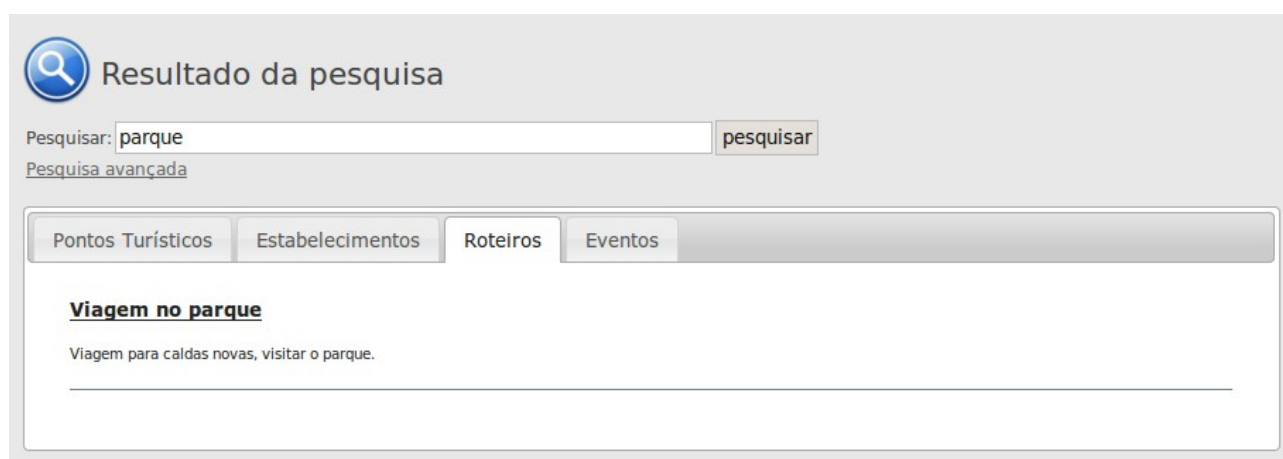 Resultado da pesquisa
Pesquisar: parque pesquisar
Pesquisa avançada
Pontos Turísticos Estabelecimentos Roteiros Eventos
Viagem no parque
Viagem para caldas novas, visitar o parque.